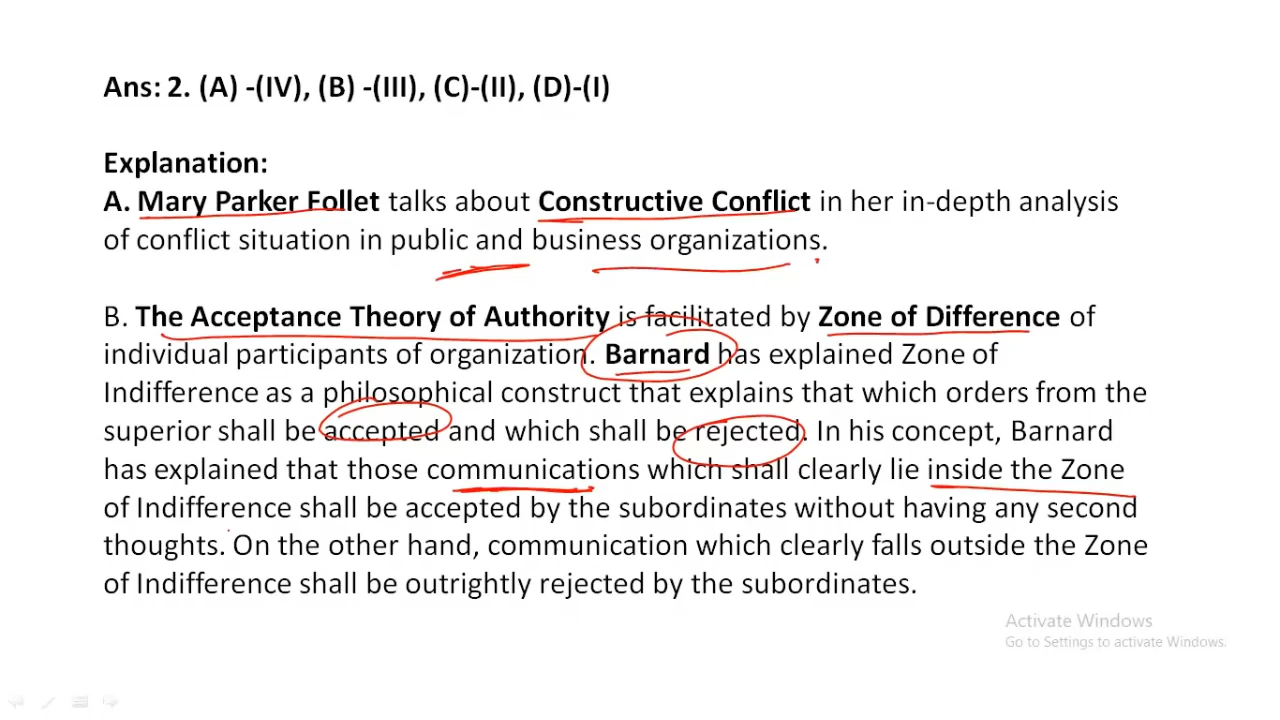 Ans: 2. (A) -(IV), (B) -(III), (C)-(II), (D)-(I)
Explanation:
A. Mary Parker Follet talks about Constructive Conflict in her in-depth analysis
of conflict situation in public and business organizations.
B. The Acceptance Theory of Authority is facilitated by Zone of Difference of
individual participants of organization. Barnard has explained Zone of
Indifference as a philosophical construct that explains that which orders from the
superior shall be accepted and which shall be rejected. In his concept, Barnard
has explained that those communications which shall clearly lie inside the Zone
of Indifference shall be accepted by the subordinates without having any second
thoughts. On the other hand, communication which clearly falls outside the Zone
of Indifference shall be outrightly rejected by the subordinates.
Activate Windows
Go to Settings to activate Windows.